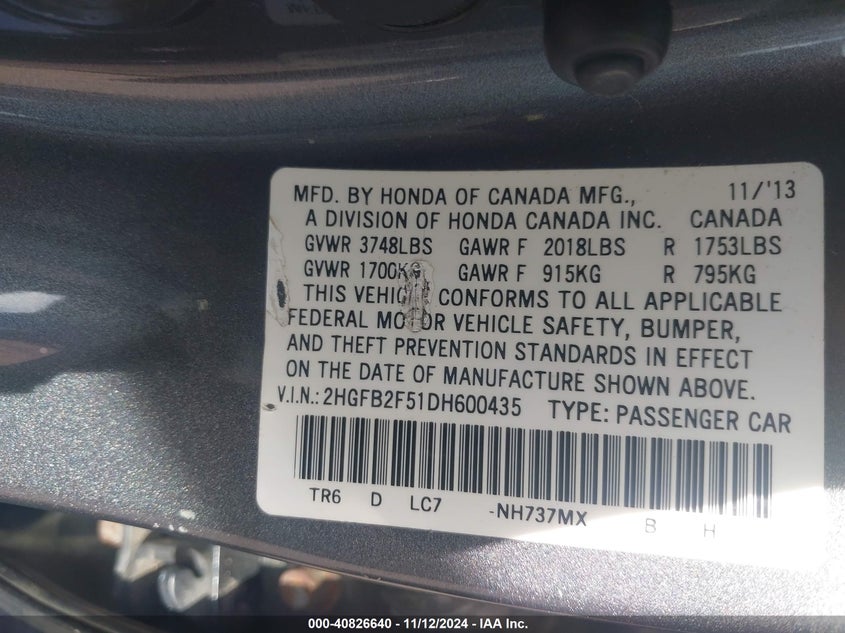 MFD. BY HONDA OF CANADA MFG., 11/'13
A DIVISION OF HONDA CANADA INC. CANADA
GVWR 3748LBS GAWR F 2018LBS R 1753LBS
GVWR 1700KG GAWR F 915KG R 795KG
THIS VEHICLE CONFORMS TO ALL APPLICABLE
FEDERAL MOTOR VEHICLE SAFETY, BUMPER,
AND THEFT PREVENTION STANDARDS IN EFFECT
ON THE DATE OF MANUFACTURE SHOWN ABOVE.
V.I.N.: 2HGFB2F51DH600435 TYPE: PASSENGER CAR
TR6 D LC7 -NH737MX B H
000-40826640 - 11/12/2024 - IAA Inc.